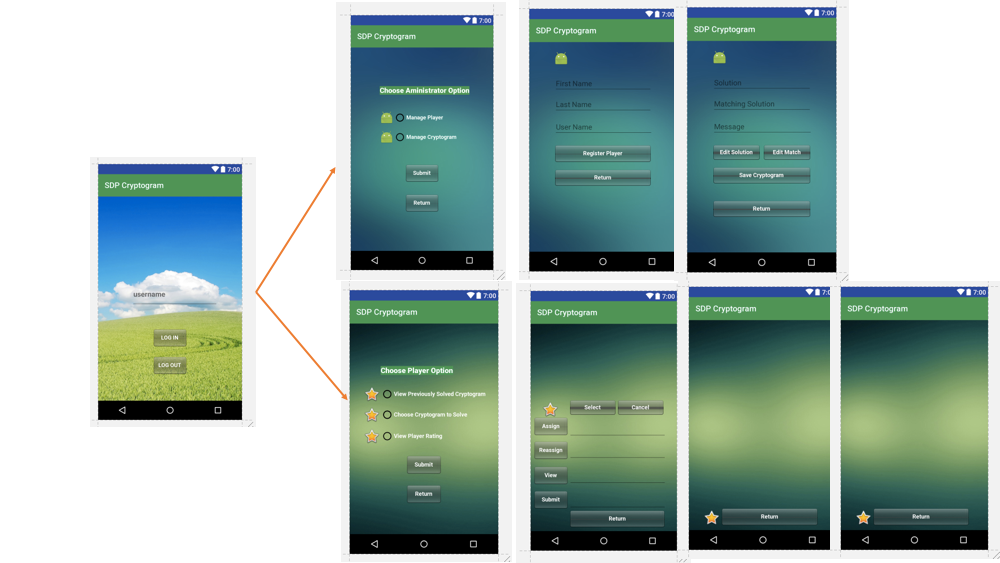 7:00
SDP Cryptogram
username
LOG IN
LOG OUT
7:00
SDP Cryptogram
Choose Aministrator Option
Manage Player
Manage Cryptogram
Submit
Return
7:00
SDP Cryptogram
First Name
Last Name
User Name
Register Player
Return
7:00
SDP Cryptogram
Solution
Matching Solution
Message
Edit Solution
Edit Match
Save Cryptogram
Return
7:00
SDP Cryptogram
Choose Player Option
View Previously Solved Cryptogram
Choose Cryptogram to Solve
View Player Rating
Submit
Return
7:00
SDP Cryptogram
Select
Cancel
Assign
Reassign
View
Submit
Return
7:0
SDP Cryptogram
Return
7:00
SDP Cryptogram
Return